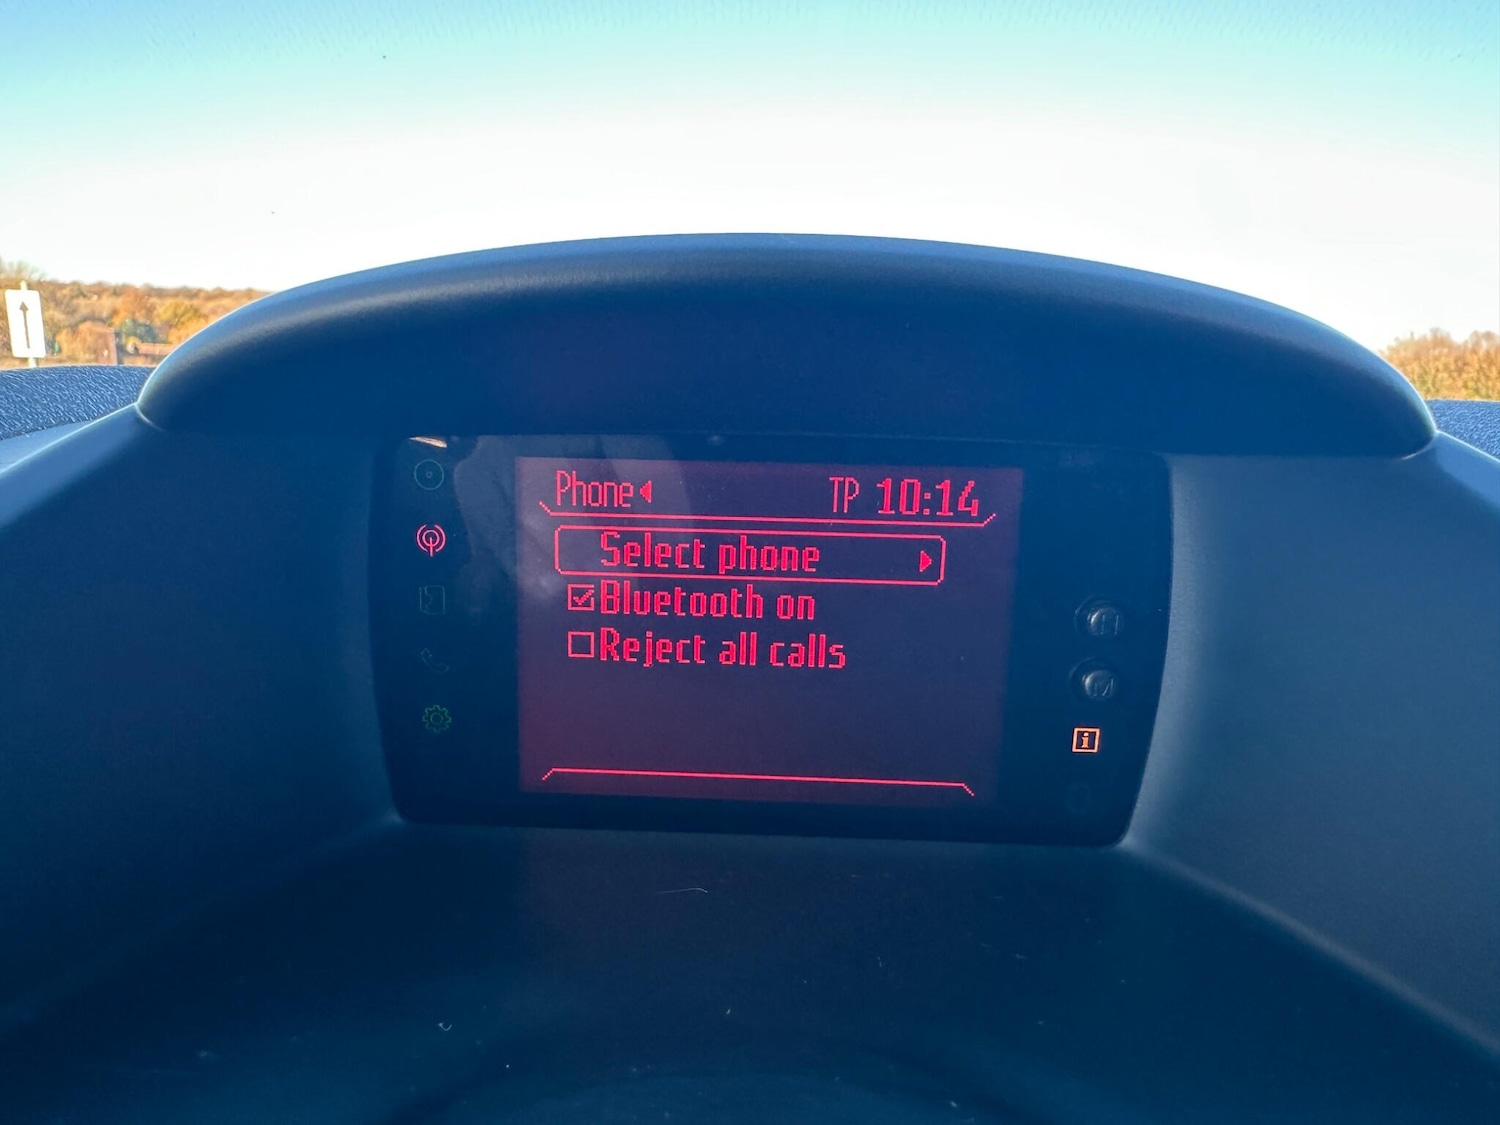 Phone
TP 10:14
Select phone
Bluetooth on
Reject all calls
H
M
i